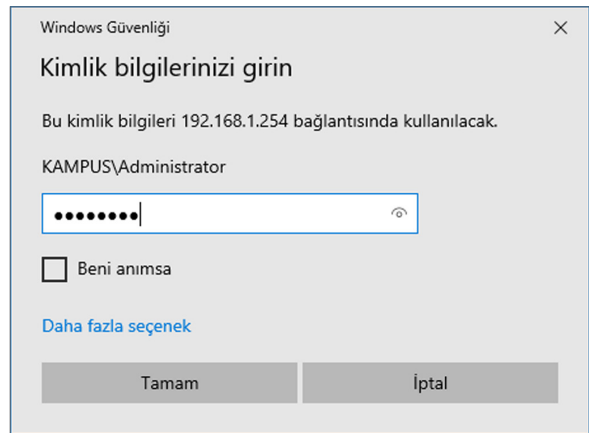 Windows Güvenliği
Kimlik bilgilerinizi girin
Bu kimlik bilgileri 192.168.1.254 bağlantısında kullanılacak.
KAMPUS\Administrator
••••••••
Beni anımsa
Daha fazla seçenek
Tamam
İptal